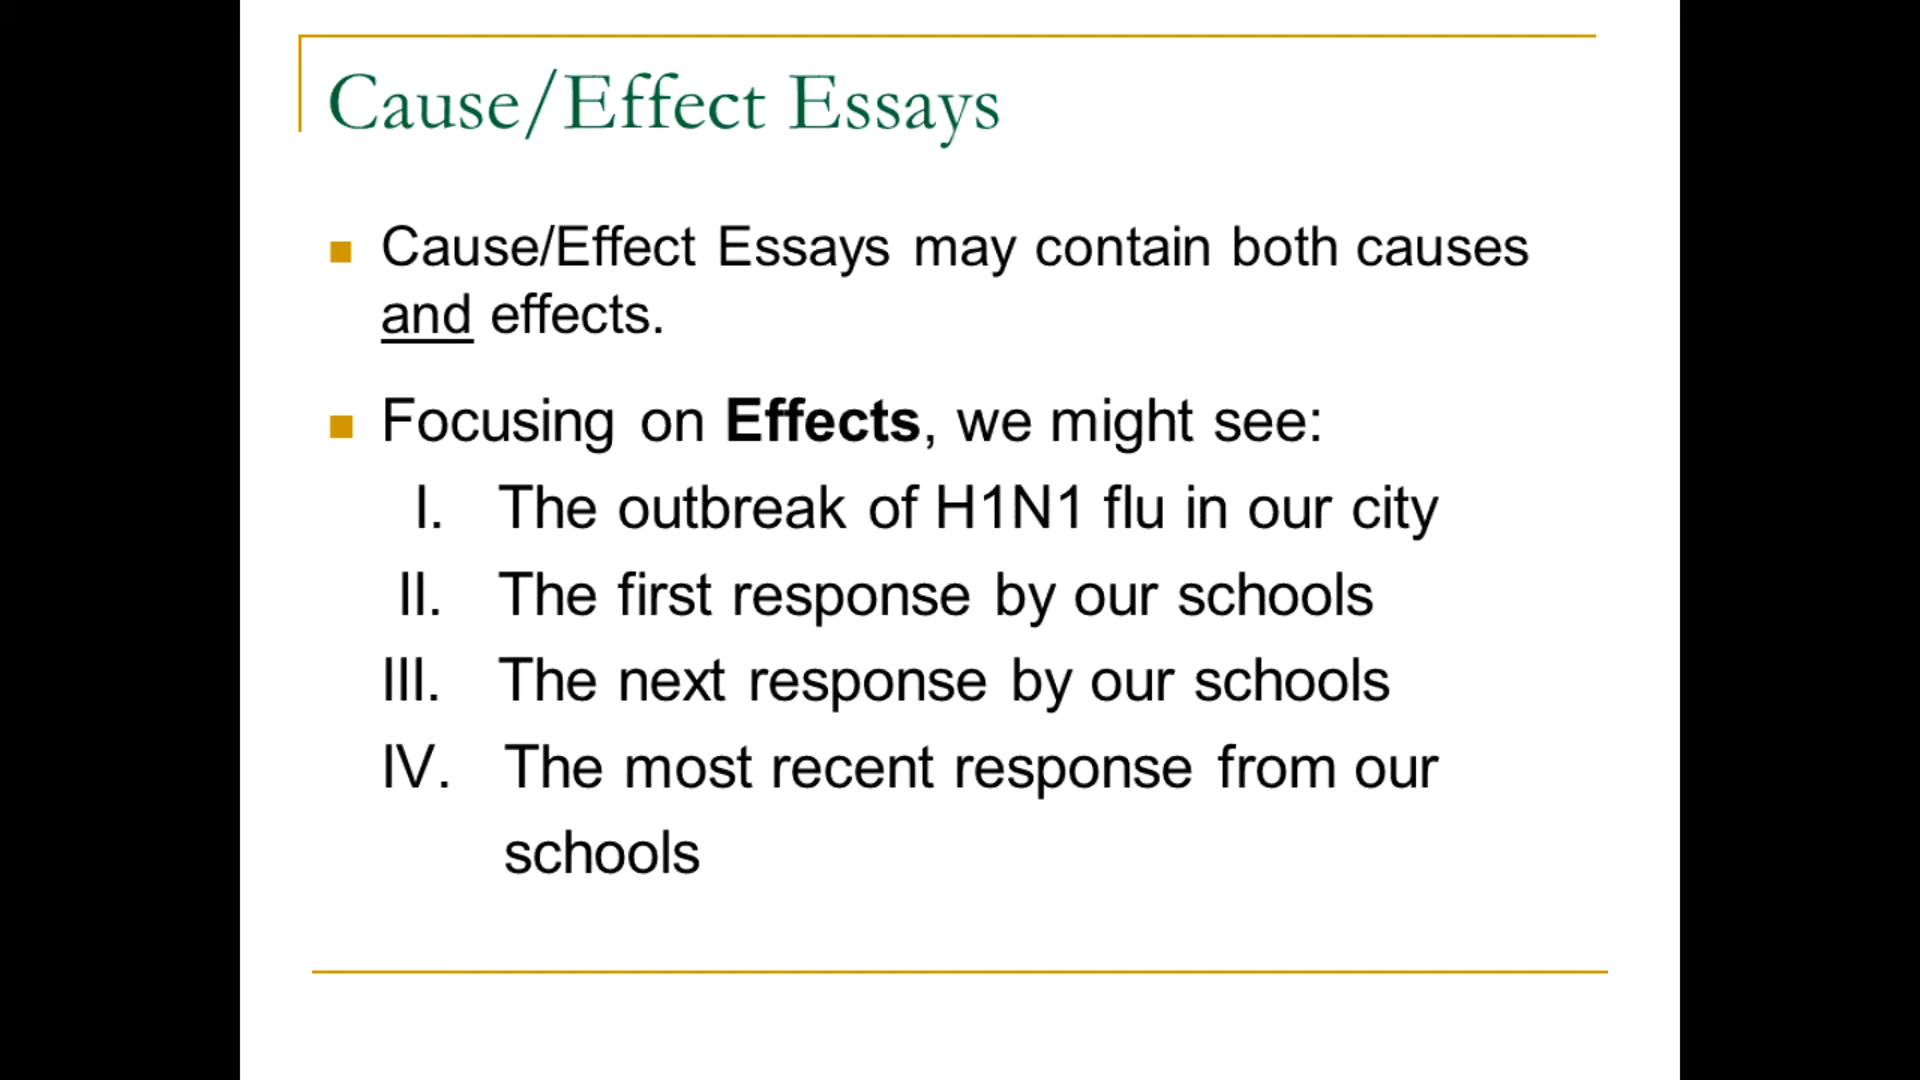 Cause/Effect Essays
Cause/Effect Essays may contain both causes
and effects.
Focusing on Effects, we might see:
I. The outbreak of H1N1 flu in our city
II. The first response by our schools
III. The next response by our schools
IV. The most recent response from our
schools